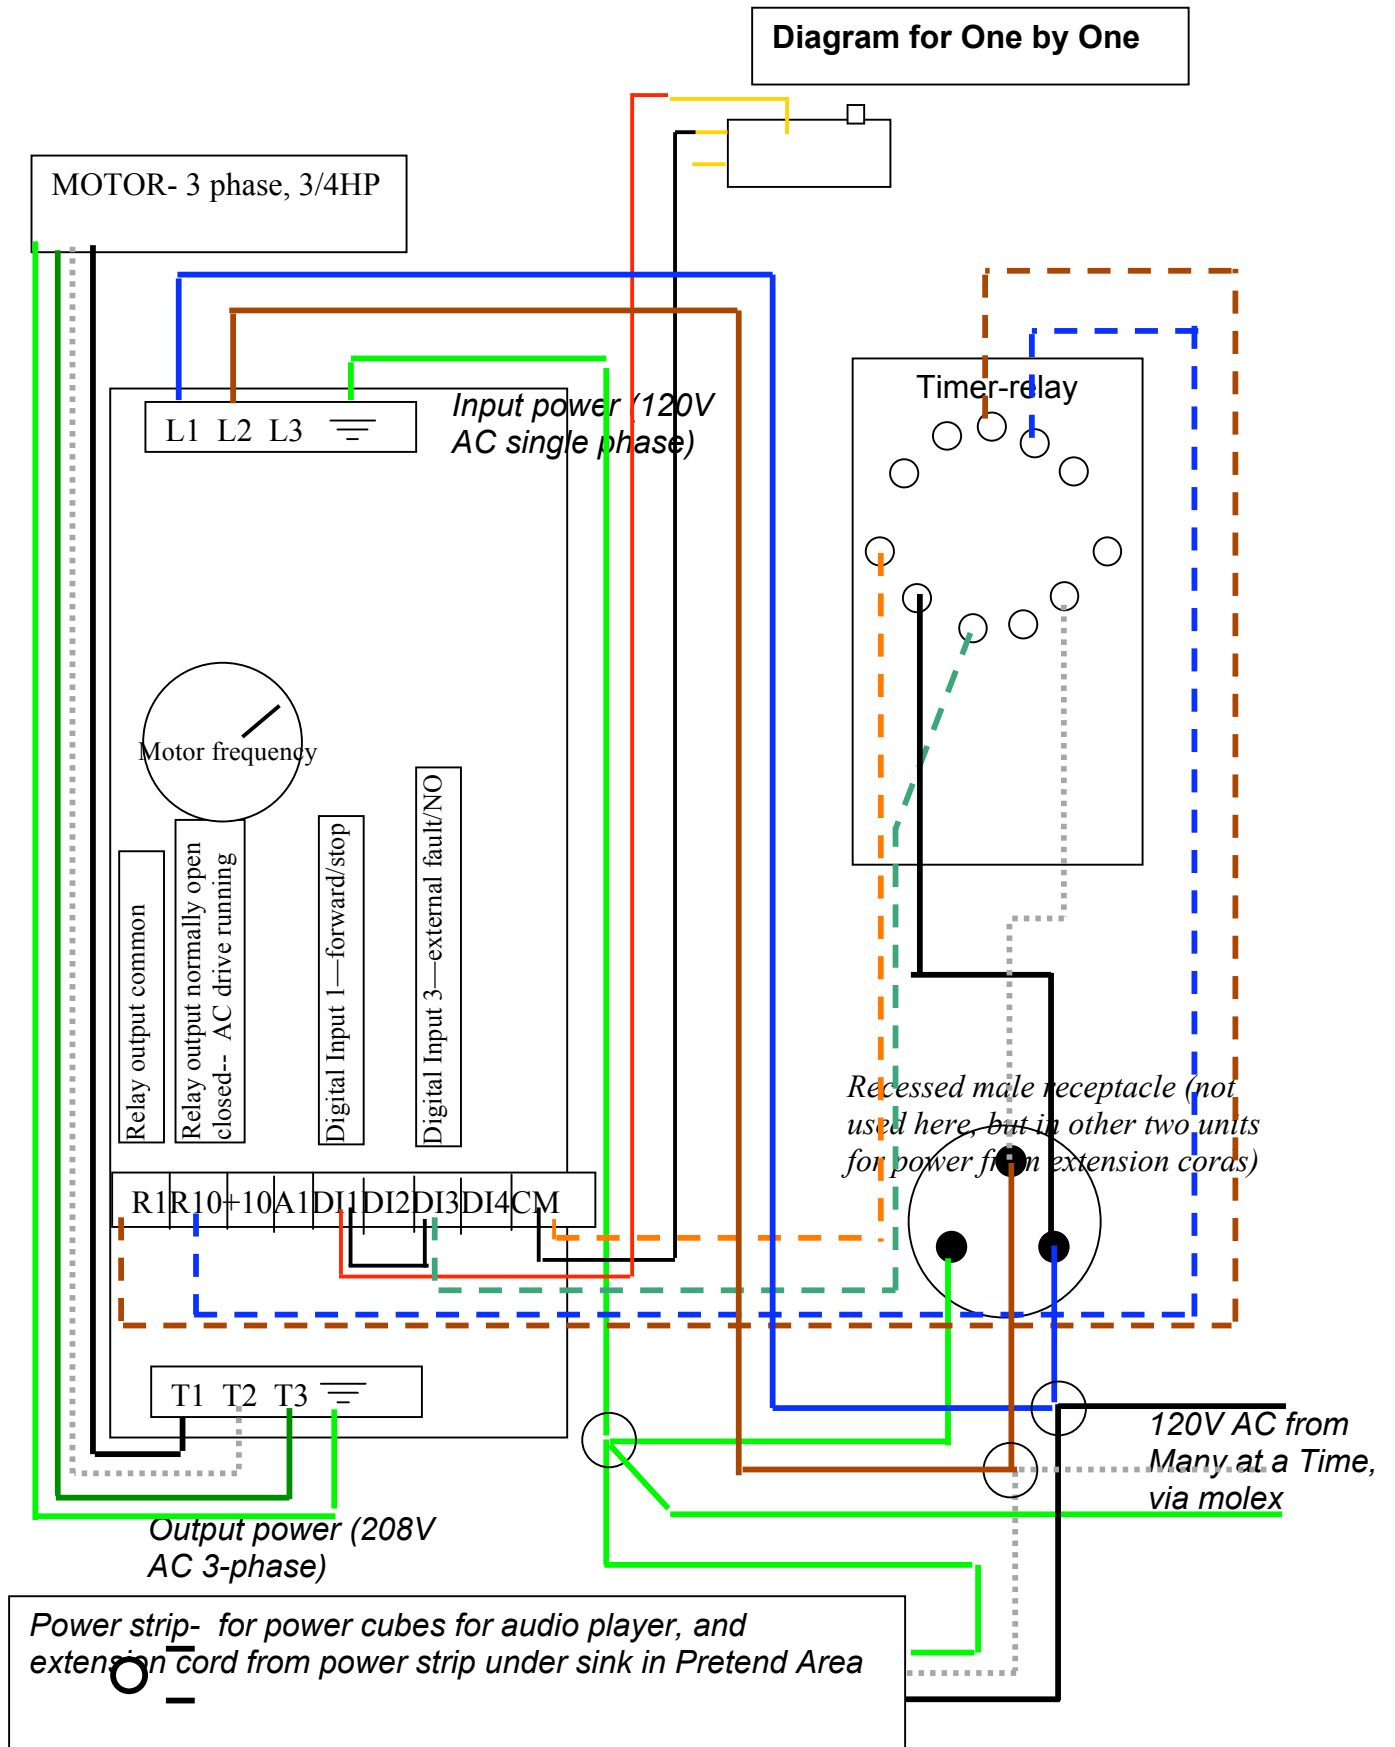 Diagram for One by One
MOTOR- 3 phase, 3/4HP
Input power (120V
AC single phase)
L1 L2 L3
Timer-relay
Motor frequency
Relay output common
Relay output normally open
closed-- AC drive running
Digital Input 1—forward/stop
Digital Input 3—external fault/NO
Recessed male receptacle (not
used here, but in other two units
for power from extension cords)
R1 R10 +10 A1 DI1 DI2 DI3 DI4 CM
T1 T2 T3
120V AC from
Many at a Time,
via molex
Output power (208V
AC 3-phase)
Power strip- for power cubes for audio player, and
extension cord from power strip under sink in Pretend Area